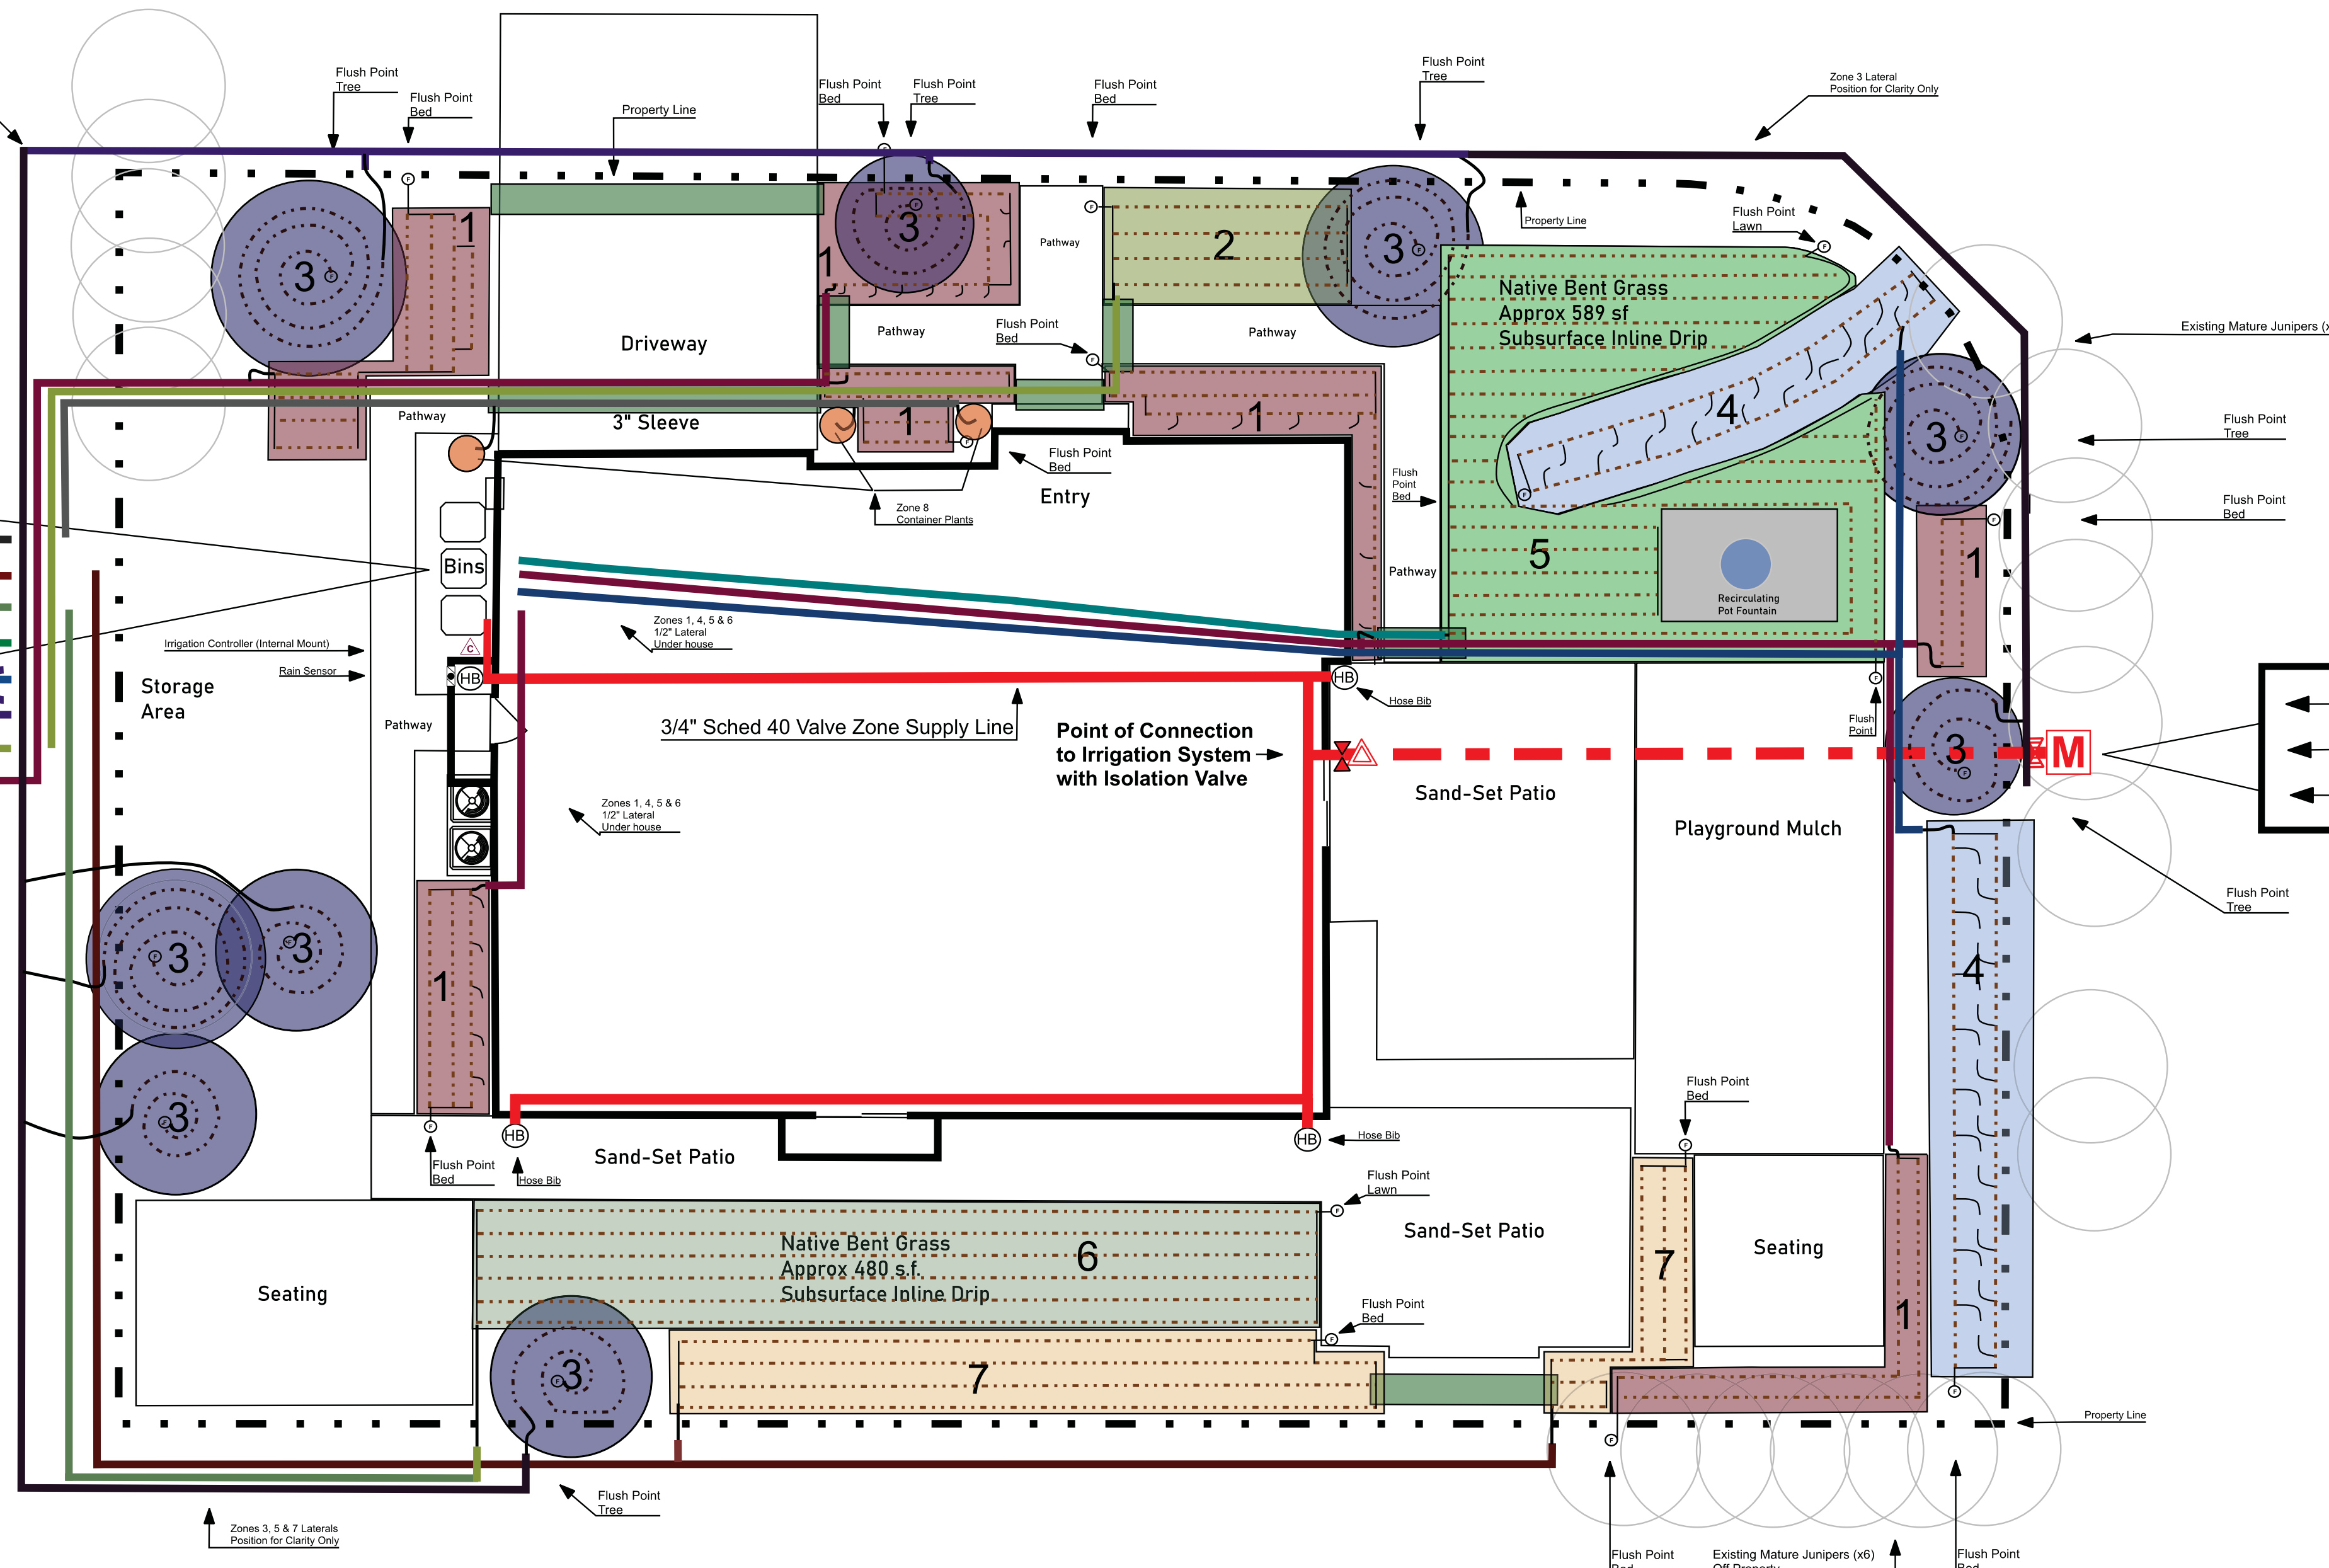 Flush Point
Tree
Flush Point
Bed
Property Line
Flush Point
Bed
Flush Point
Tree
Flush Point
Bed
Flush Point
Tree
Zone 3 Lateral
Position for Clarity Only
F
F
3
F
1
1
3
F
Pathway
F
2
3
F
Property Line
Flush Point
Lawn
F
Native Bent Grass
Approx 589 sf
Subsurface Inline Drip
Driveway
Pathway
Flush Point
Bed
F
Pathway
Existing Mature Junipers (x
4
F
3
F
Flush Point
Tree
Pathway
3" Sleeve
1
F
1
Flush Point
Bed
Entry
Zone 8
Container Plants
Flush
Point
Bed
Flush Point
Bed
F
1
5
Bins
Pathway
Recirculating
Pot Fountain
Zones 1, 4, 5 & 6
1/2" Lateral
Under house
Irrigation Controller (Internal Mount)
C
Rain Sensor
HB
HB
Hose Bib
F
Storage
Area
Pathway
3/4" Sched 40 Valve Zone Supply Line
Point of Connection
to Irrigation System
with Isolation Valve
Flush
Point
3
F
M
Sand-Set Patio
Playground Mulch
Zones 1, 4, 5 & 6
1/2" Lateral
Under house
Flush Point
Tree
3
F
3
F
1
4
3
F
Flush Point
Bed
F
F
HB
HB
Hose Bib
Sand-Set Patio
Flush Point
Bed
Hose Bib
Flush Point
Lawn
F
Native Bent Grass
Approx 480 s.f.
Subsurface Inline Drip
6
Sand-Set Patio
7
Seating
Seating
1
Flush Point
Bed
F
3
F
7
F
Property Line
F
Flush Point
Tree
Zones 3, 5 & 7 Laterals
Position for Clarity Only
Flush Point
Existing Mature Junipers (x6)
Flush Point